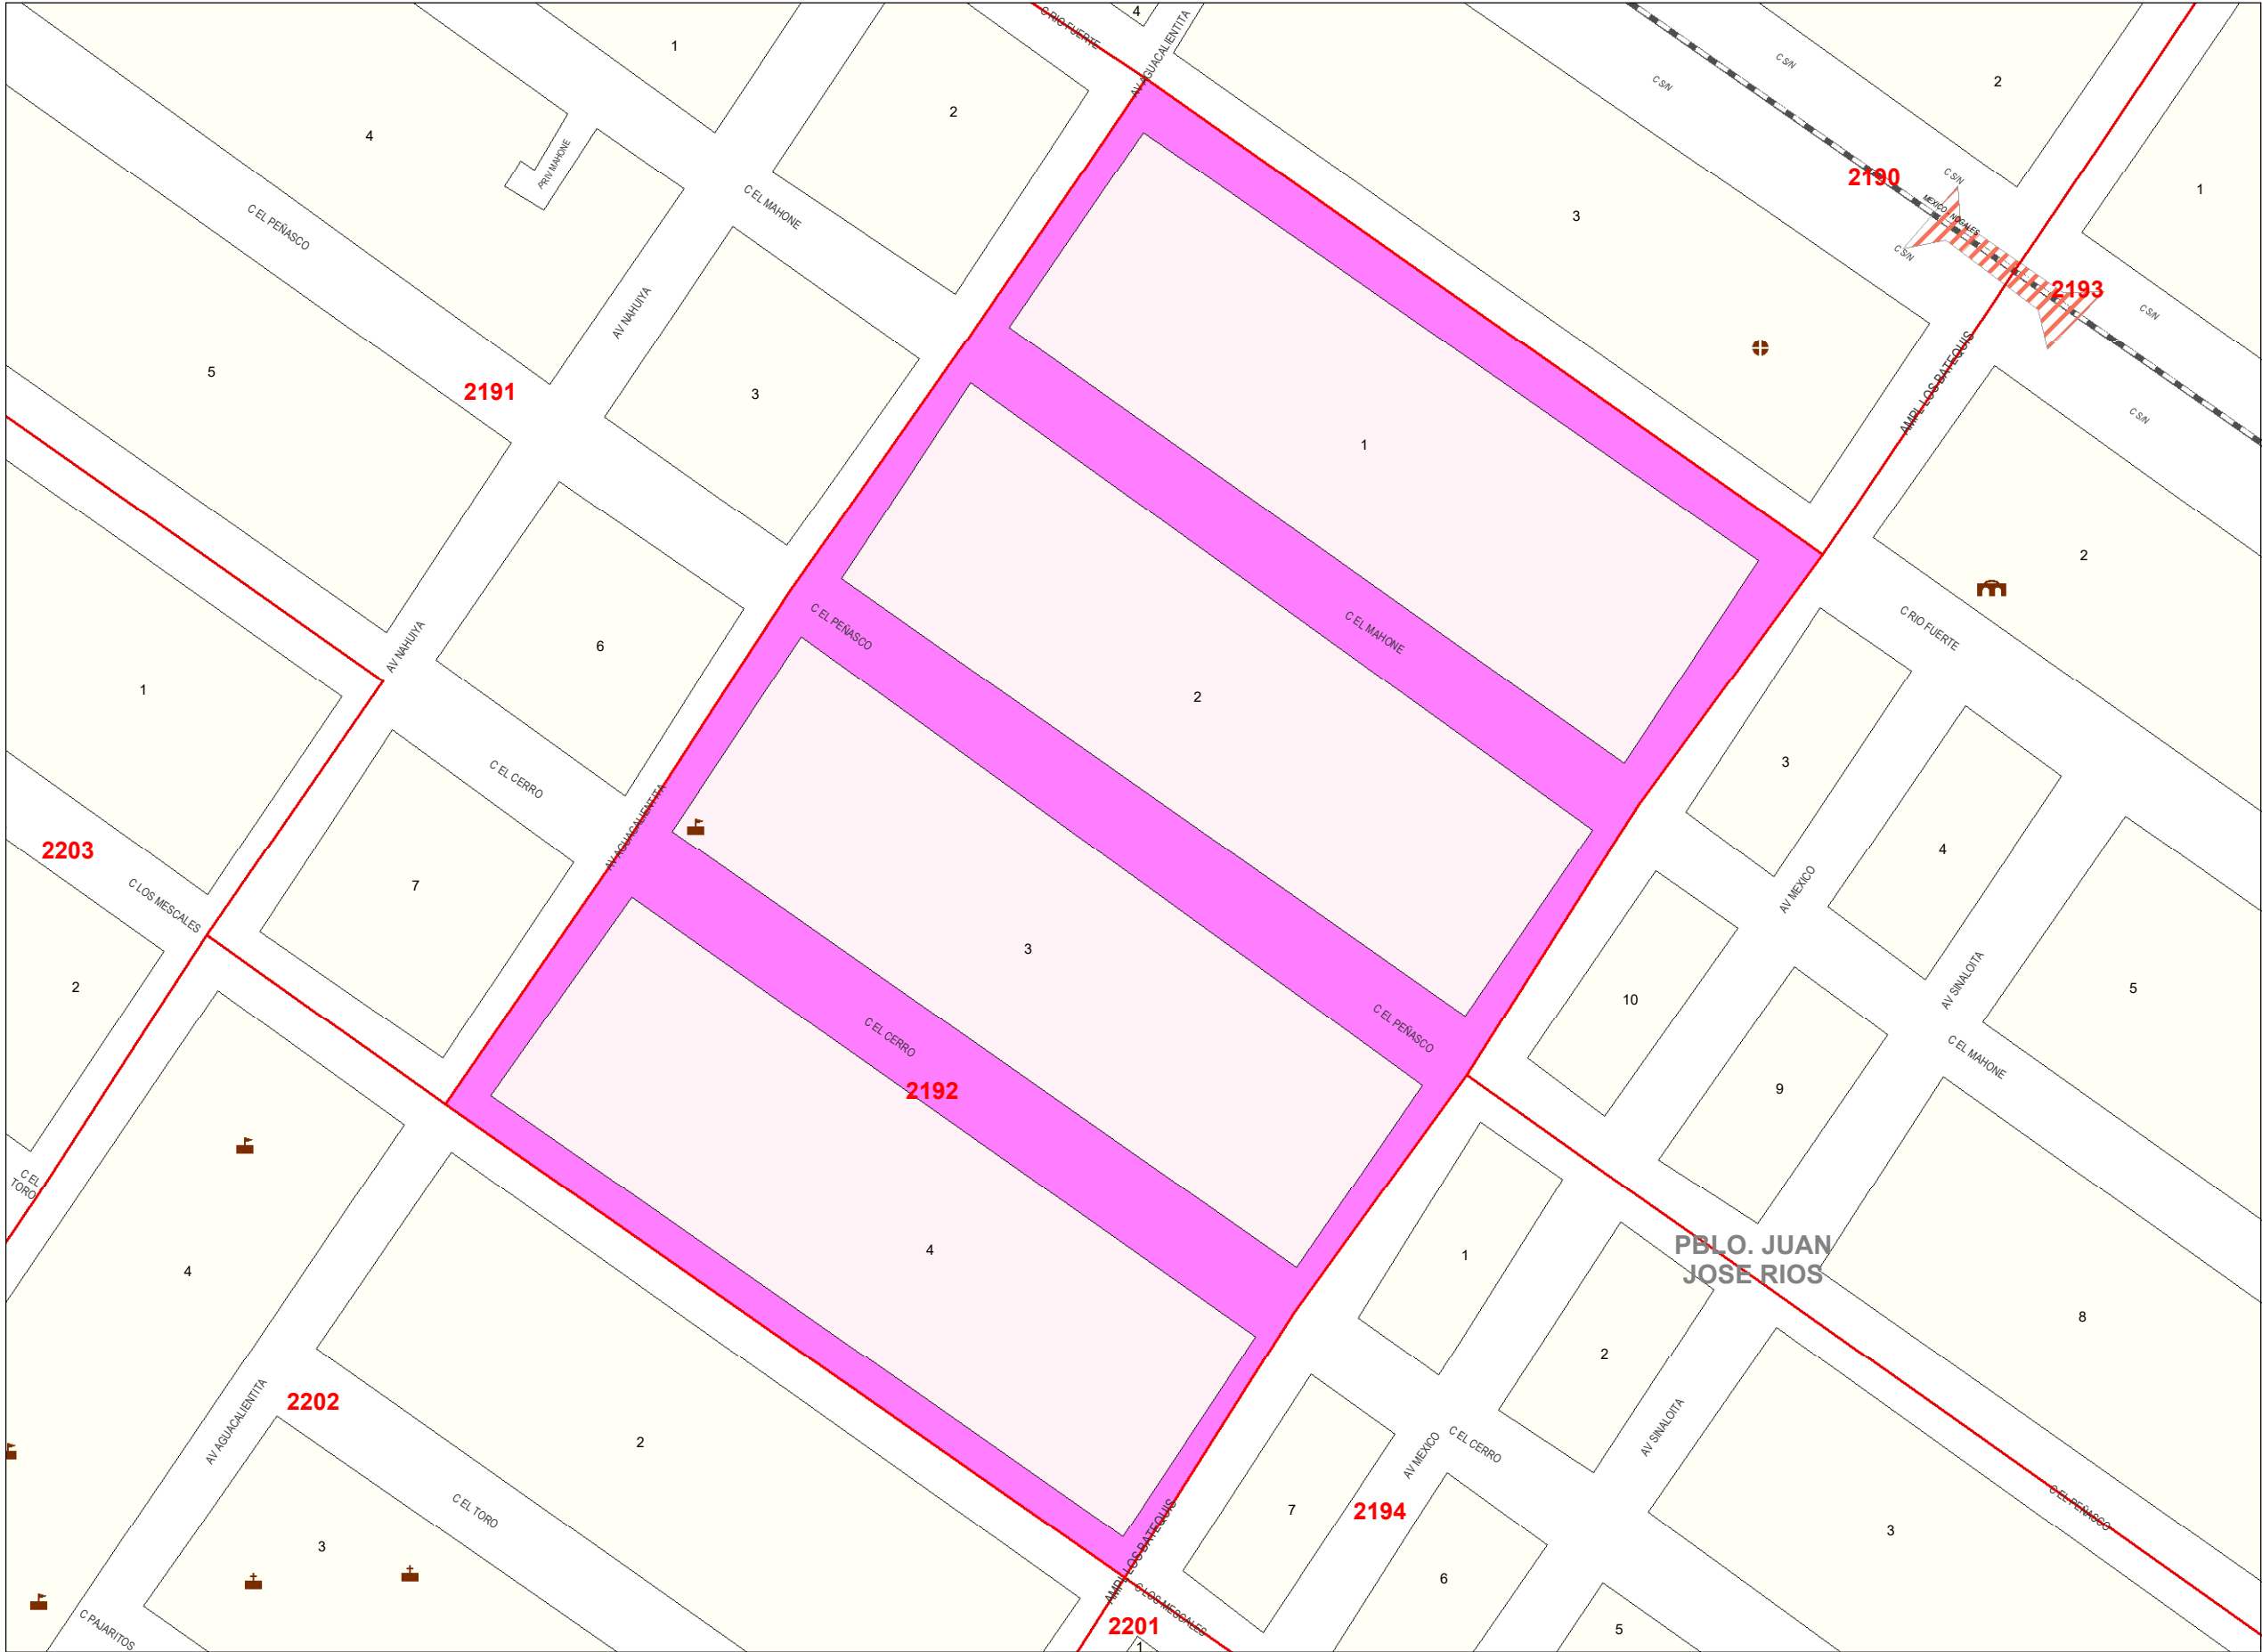 4
C RIO FUERTE
AV AGUACALIENTITA
1
C S/N
C S/N
2
2
4
PRIV MAHONE
C EL MAHONE
2190
C S/N
1
C EL PEÑASCO
3
MEXICO - NOGALES
C S/N
2193
C S/N
AV NAHUIYA
AMPL LOS BATEQUIS
5
2191
3
C S/N
1
2
C RIO FUERTE
C EL PEÑASCO
C EL MAHONE
AV NAHUIYA
6
1
2
3
C EL CERRO
AV AGUACALIENTITA
2203
4
7
C LOS MESCALES
AV MEXICO
3
2
10
AV SINALOITA
5
C EL PEÑASCO
C EL CERRO
C EL MAHONE
2192
9
C EL
TORO
PBLO. JUAN
JOSE RIOS
4
4
1
8
2
2202
AV AGUACALIENTITA
2
AV SINALOITA
C EL CERRO
AV MEXICO
C EL TORO
7
2194
C EL PEÑASCO
3
3
AMPL LOS BATEQUIS
6
C LOS MESCALES
C PAJARITOS
2201
5
1